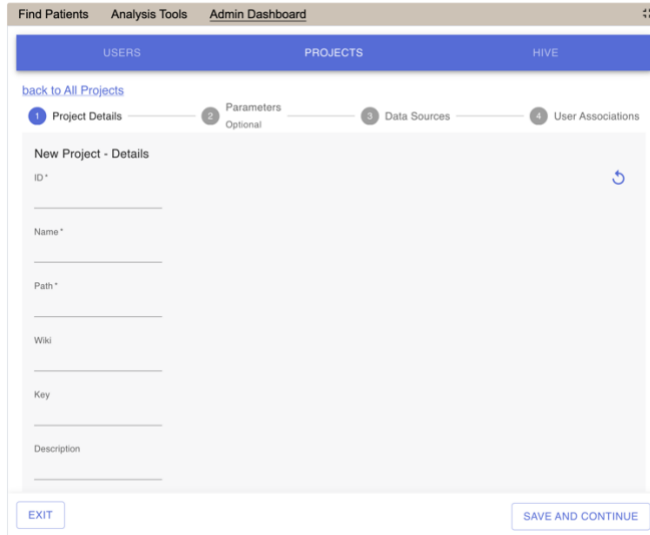 Find Patients Analysis Tools Admin Dashboard
USERS PROJECTS HIVE
back to All Projects
1 Project Details 2 Parameters Optional 3 Data Sources 4 User Associations
New Project - Details
ID *
Name *
Path *
Wiki
Key
Description
EXIT SAVE AND CONTINUE